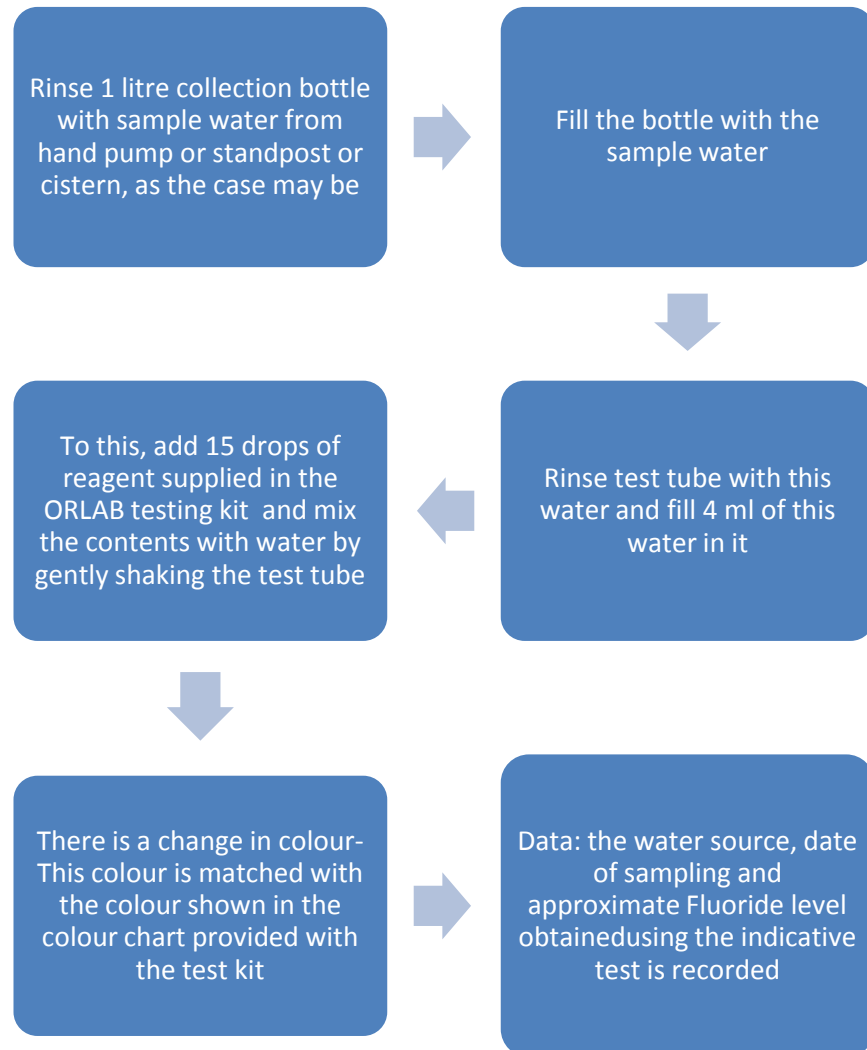 Rinse 1 litre collection bottle
with sample water from
hand pump or standpost or
cistern, as the case may be
Fill the bottle with the
sample water
Rinse test tube with this
water and fill 4 ml of this
water in it
To this, add 15 drops of
reagent supplied in the
ORLAB testing kit and mix
the contents with water by
gently shaking the test tube
There is a change in colour-
This colour is matched with
the colour shown in the
colour chart provided with
the test kit
Data: the water source, date
of sampling and
approximate Fluoride level
obtainedusing the indicative
test is recorded